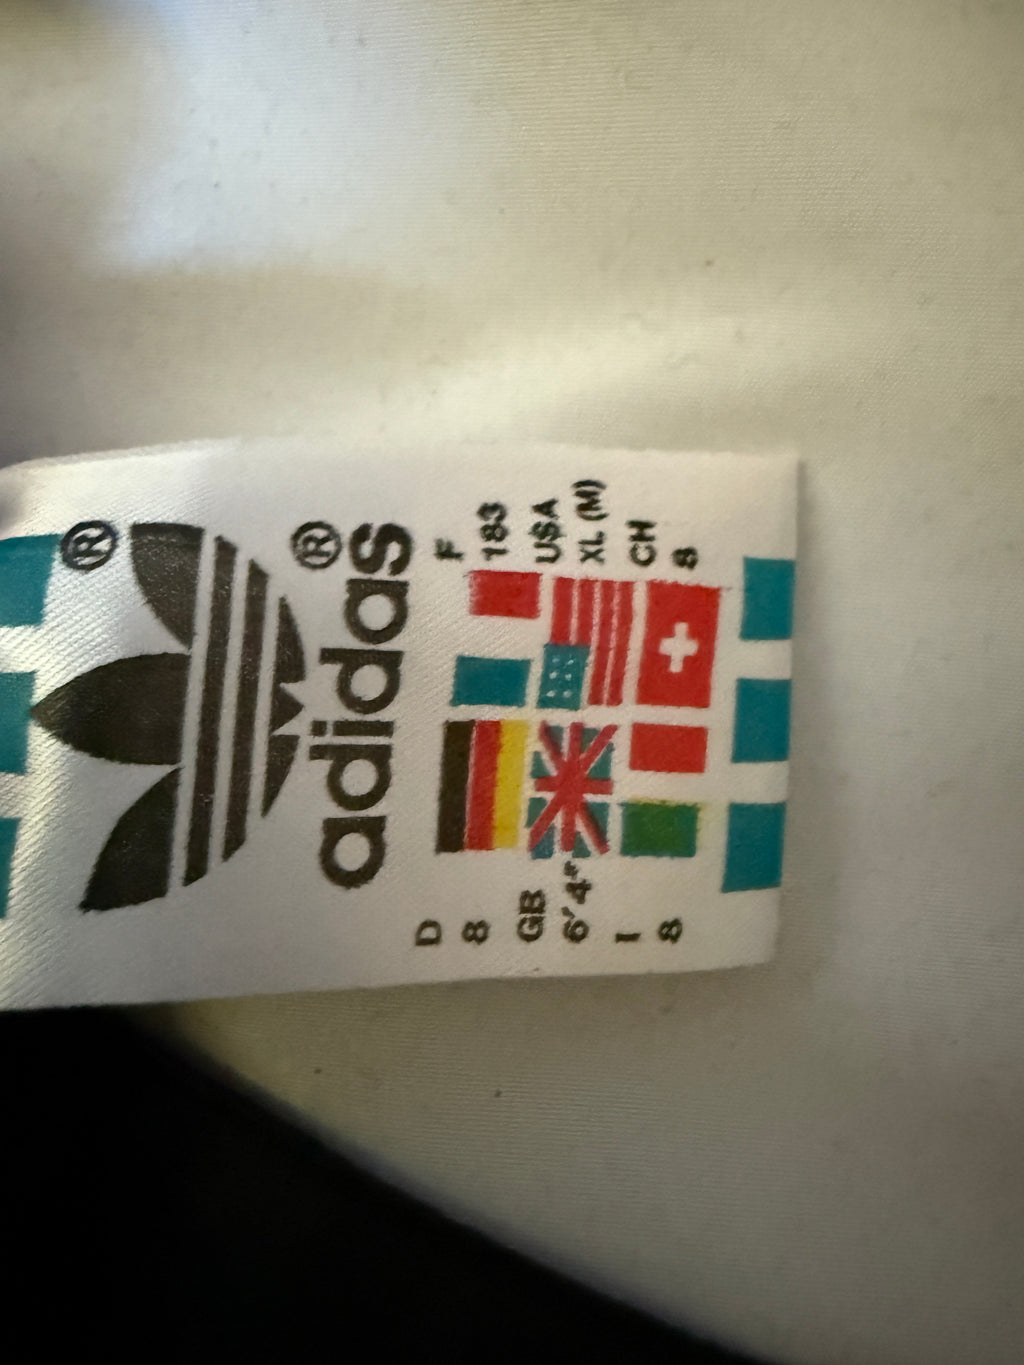 ®
adidas®
D F
8 183
GB USA
6' 4" XL (M)
I CH
8 8